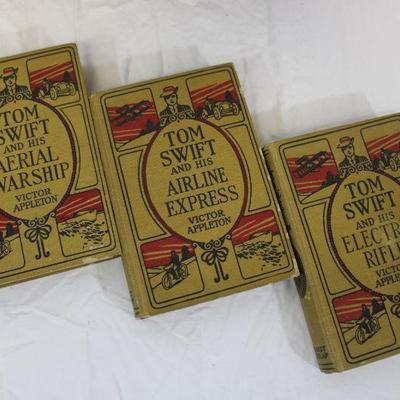 TOM
SWIFT
AND HIS
AERIAL
WARSHIP
VICTOR
APPLETON
TOM
SWIFT
AND HIS
AIRLINE
EXPRESS
VICTOR
APPLETON
TOM
SWIFT
AND HIS
ELECTRI
RIFLE
VICTOR
APPLETON